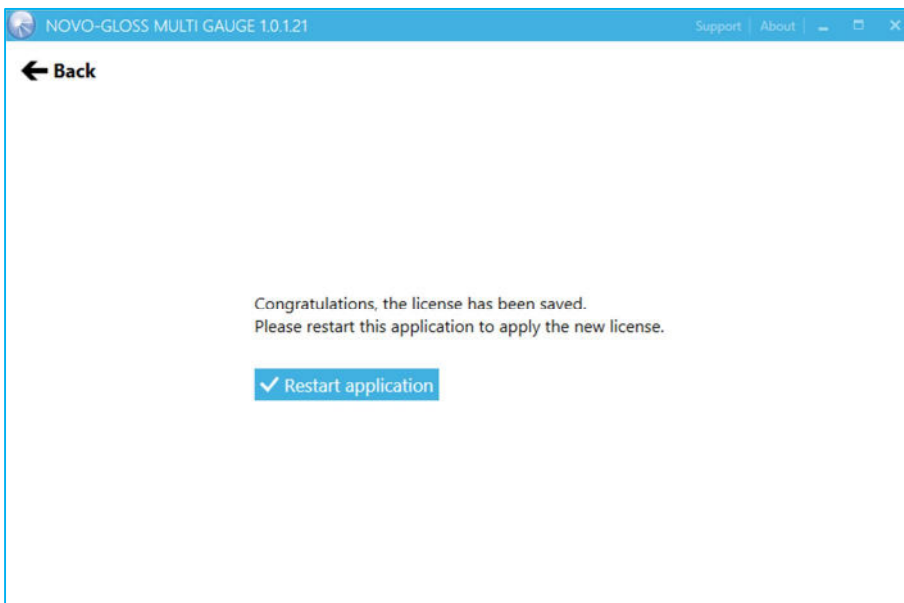 NOVO-GLOSS MULTI GAUGE 1.0.1.21
Support | About
Back
Congratulations, the license has been saved.
Please restart this application to apply the new license.
Restart application